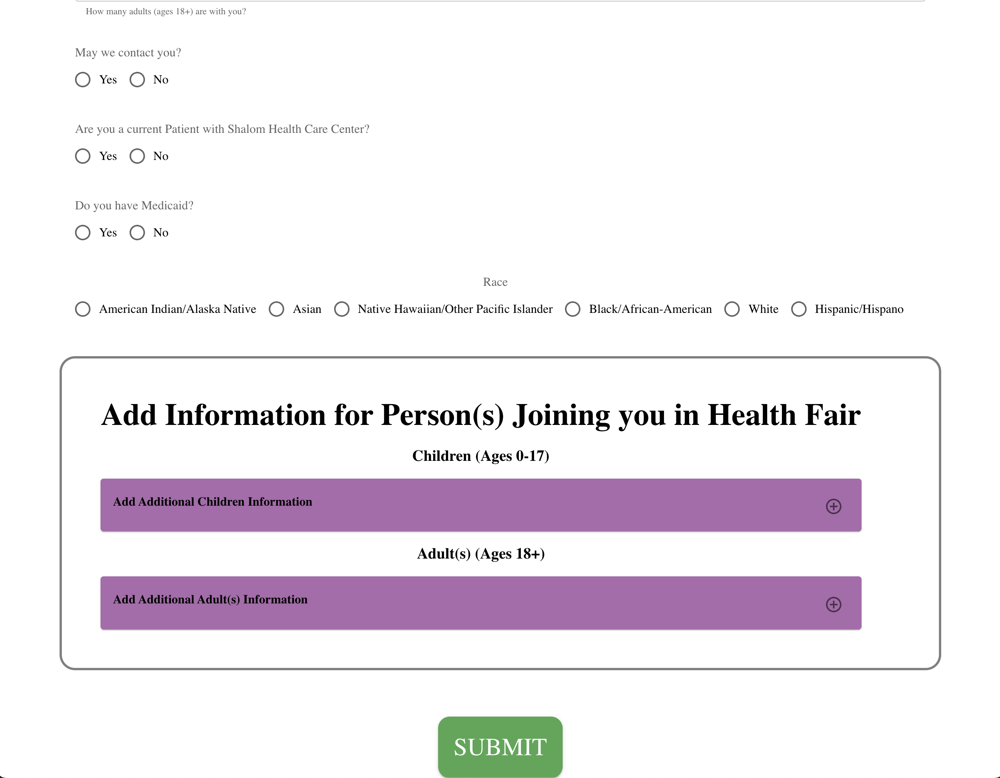 How many adults (ages 18+) are with you?
May we contact you?
Yes No
Are you a current Patient with Shalom Health Care Center?
Yes No
Do you have Medicaid?
Yes No
Race
American Indian/Alaska Native Asian Native Hawaiian/Other Pacific Islander Black/African-American White Hispanic/Hispano
Add Information for Person(s) Joining you in Health Fair
Children (Ages 0-17)
Add Additional Children Information
Adult(s) (Ages 18+)
Add Additional Adult(s) Information
SUBMIT